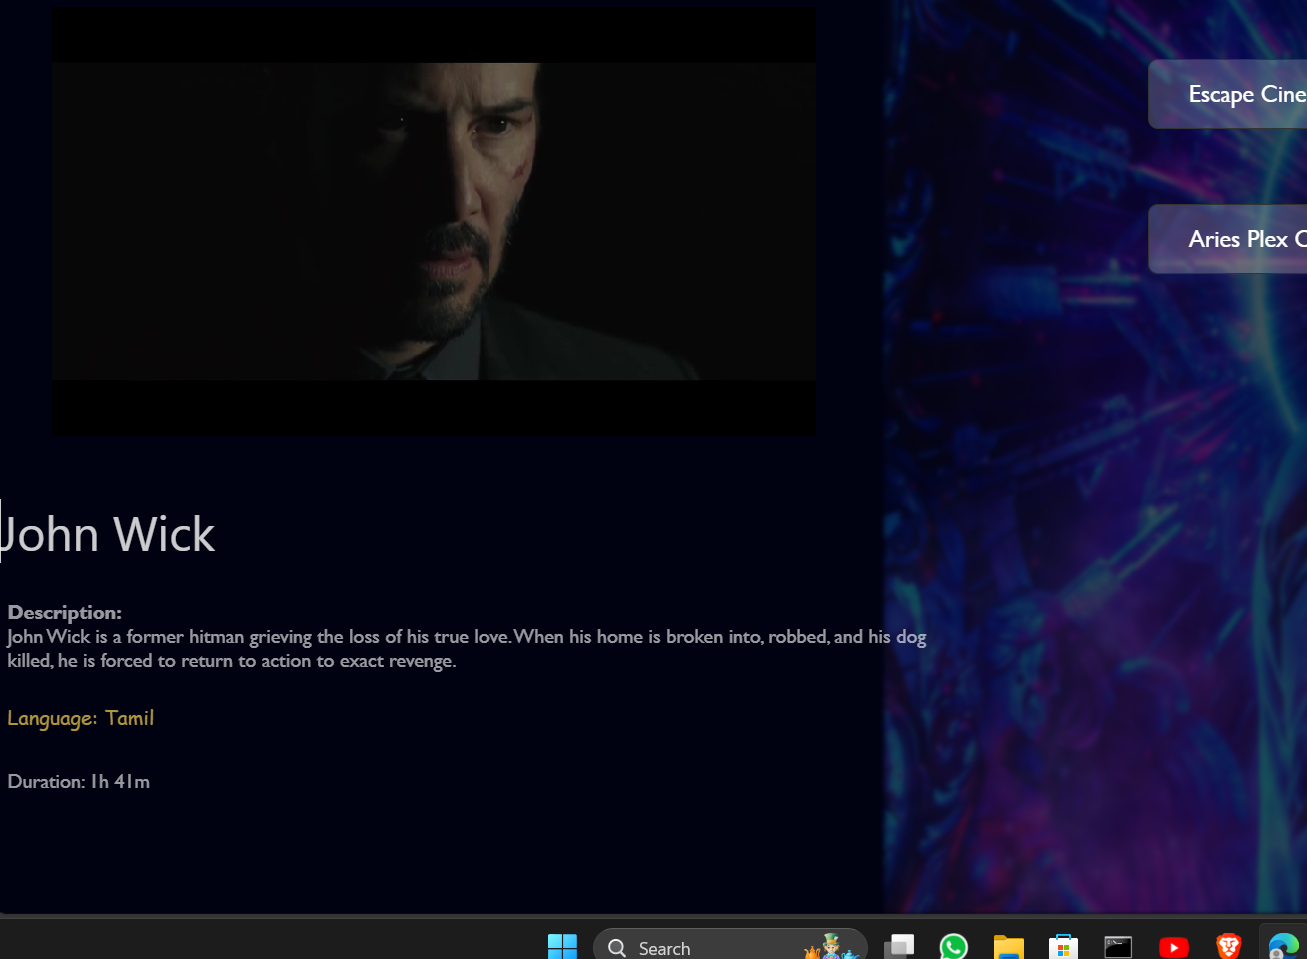 Escape Cine
Aries Plex C
John Wick
Description:
John Wick is a former hitman grieving the loss of his true love. When his home is broken into, robbed, and his dog
killed, he is forced to return to action to exact revenge.
Language: Tamil
Duration: 1h 41m
Search